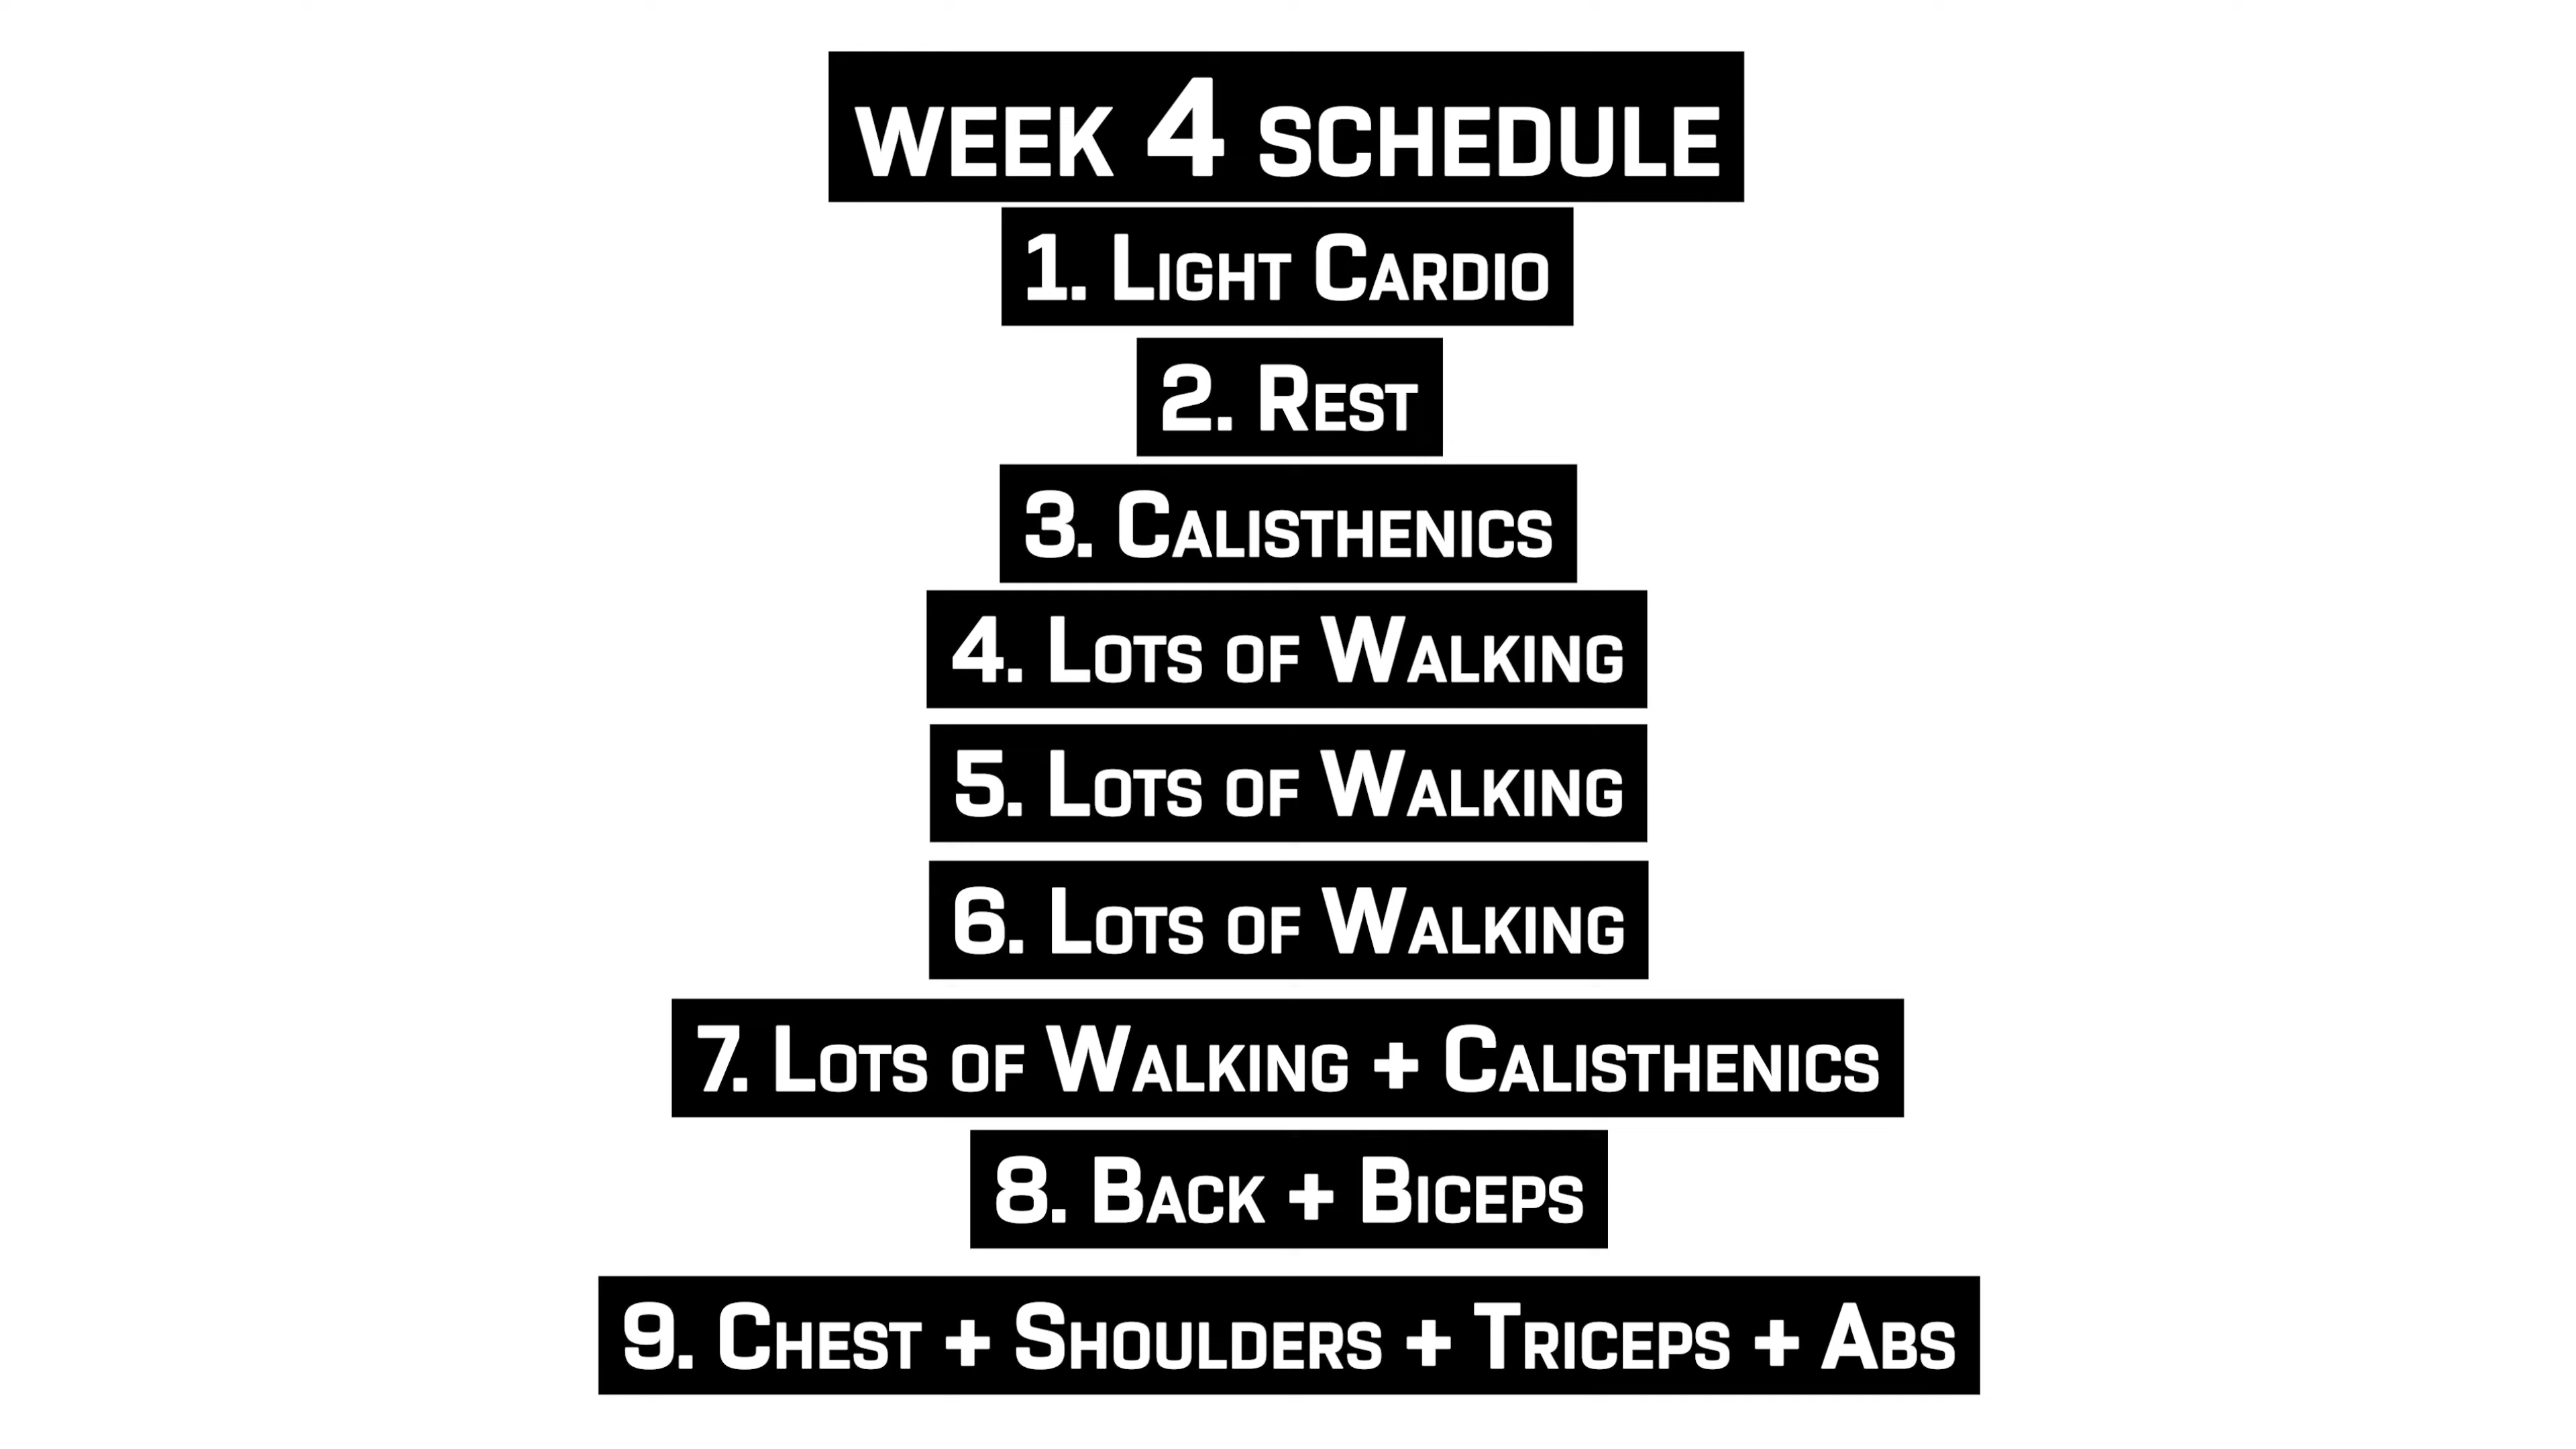 WEEK 4 SCHEDULE
1. Light Cardio
2. Rest
3. Calisthenics
4. Lots of Walking
5. Lots of Walking
6. Lots of Walking
7. Lots of Walking + Calisthenics
8. Back + Biceps
9. Chest + Shoulders + Triceps + Abs